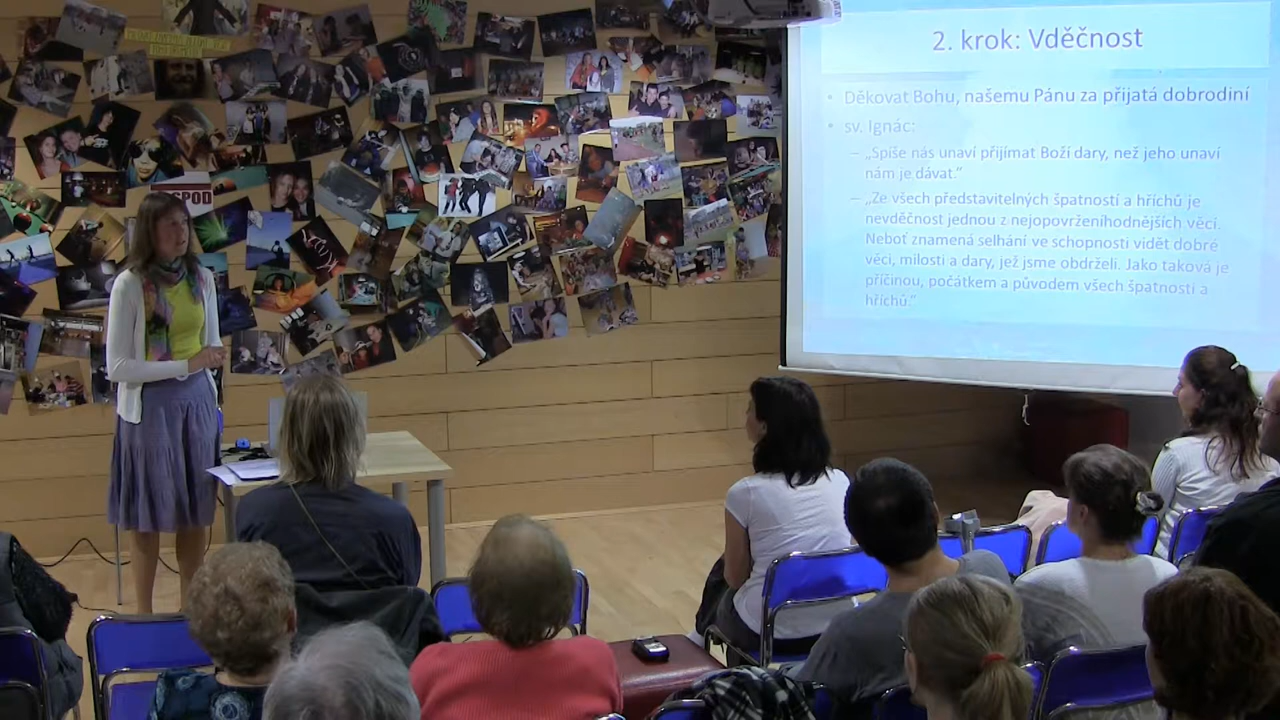 2. krok: Vděčnost
• Děkovat Bohu, našemu Pánu za přijatá dobrodiní
• sv. Ignác:
– „Spíše nás unaví přijímat Boží dary, než jeho unaví
nám je dávat.“
– „Ze všech představitelných špatností a hříchů je
nevděčnost jednou z nejopovrženíhodnějších věcí.
Neboť znamená selhání ve schopnosti vidět dobré
věci, milosti a dary, jež jsme obdrželi. Jako taková je
příčinou, počátkem a původem všech špatností a
hříchů.“
SPOD